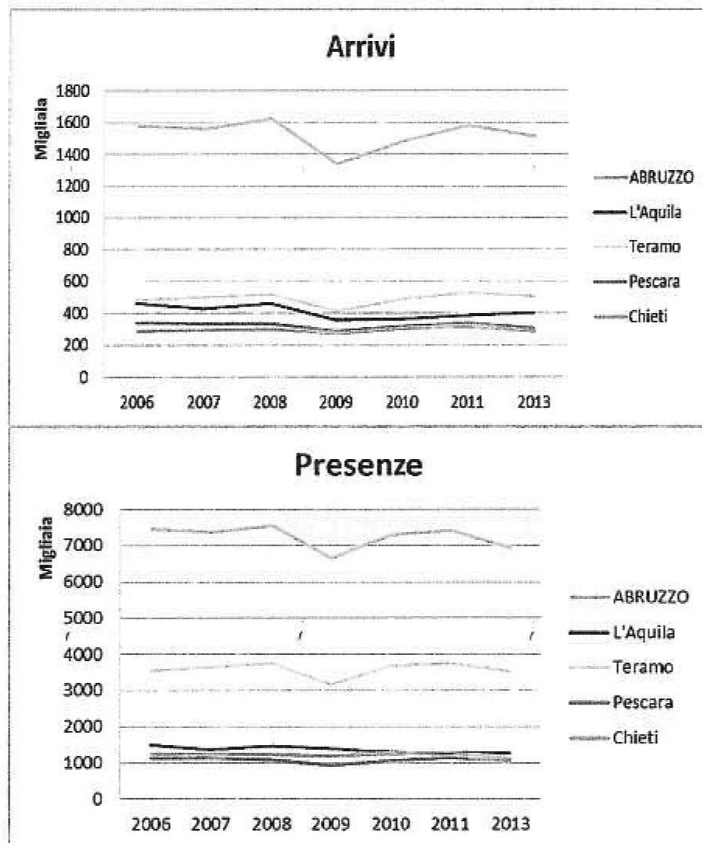 Arrivi
Migliaia
1800
1600
1400
1200
1000
800
600
400
200
0
2006 2007 2008 2009 2010 2011 2013
ABRUZZO
L'Aquila
Teramo
Pescara
Chieti
Presenze
Migliaia
8000
7000
6000
5000
4000
3000
2000
1000
0
2006 2007 2008 2009 2010 2011 2013
ABRUZZO
L'Aquila
Teramo
Pescara
Chieti